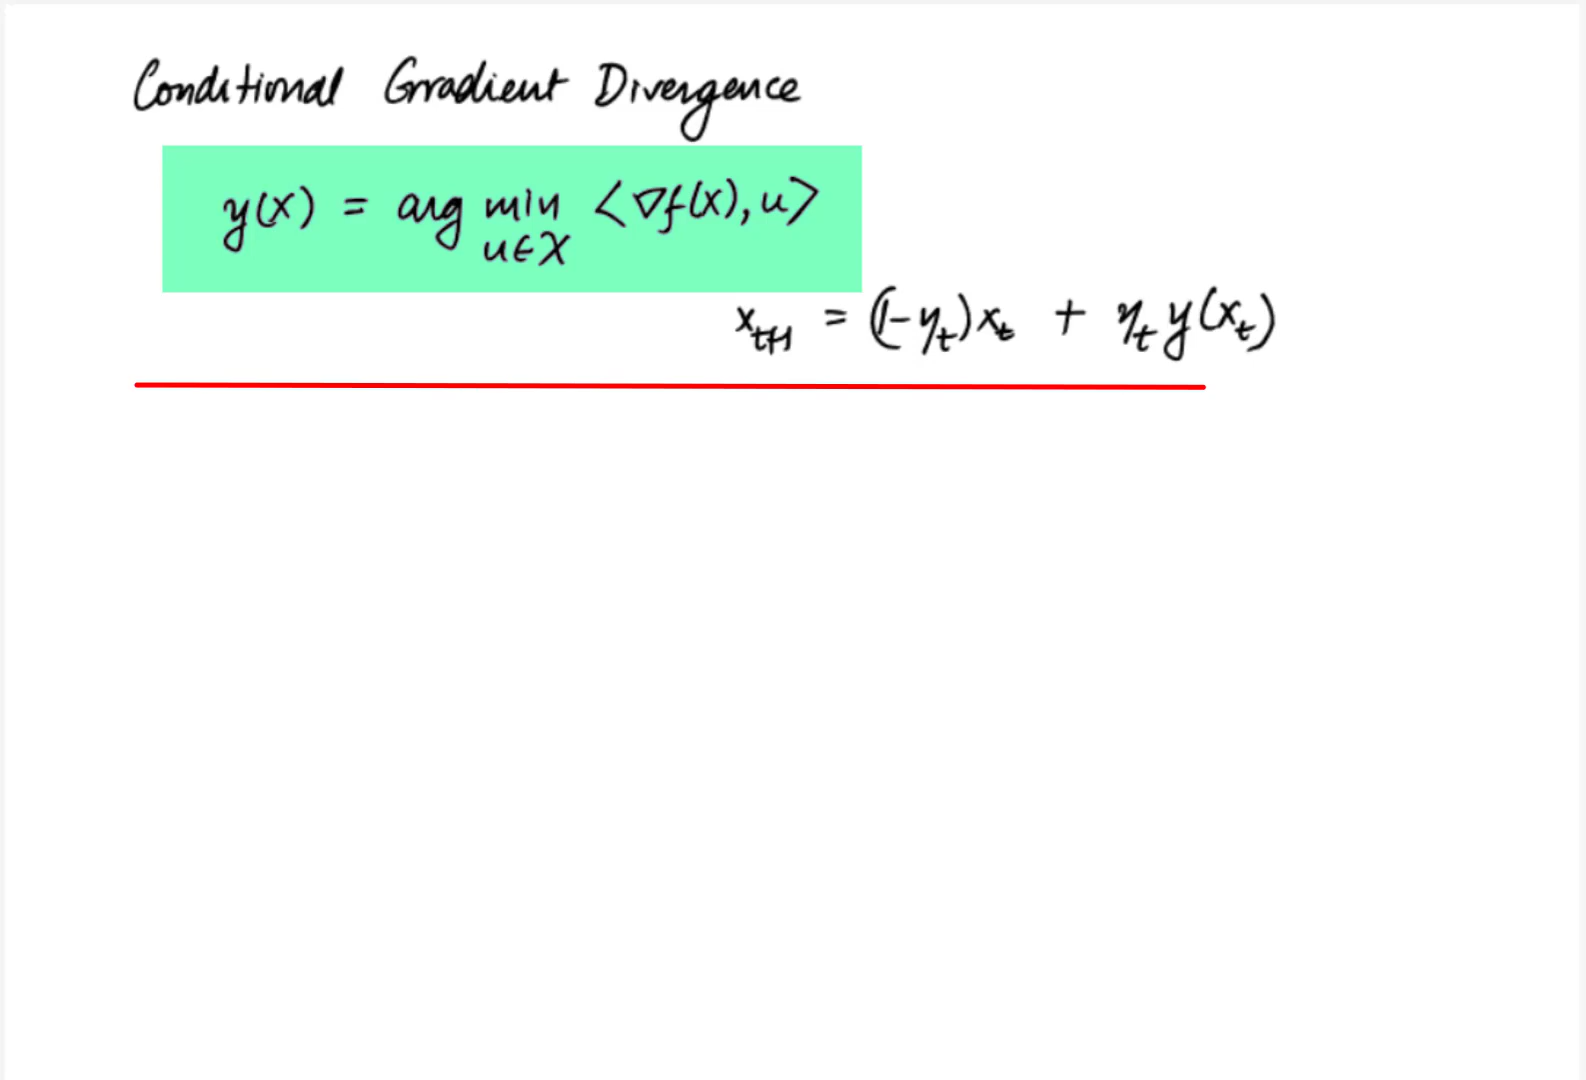 Conditional Gradient Divergence
y(x) = arg min ⟨∇f(x), u⟩
u∈X
x_{t+1} = (1-η_t)x_t + η_t y(x_t)